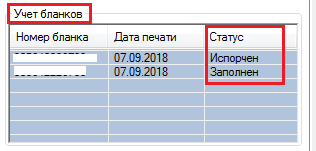 Учет бланков
Номер бланка Дата печати Статус
07.09.2018 Испорчен
07.09.2018 Заполнен